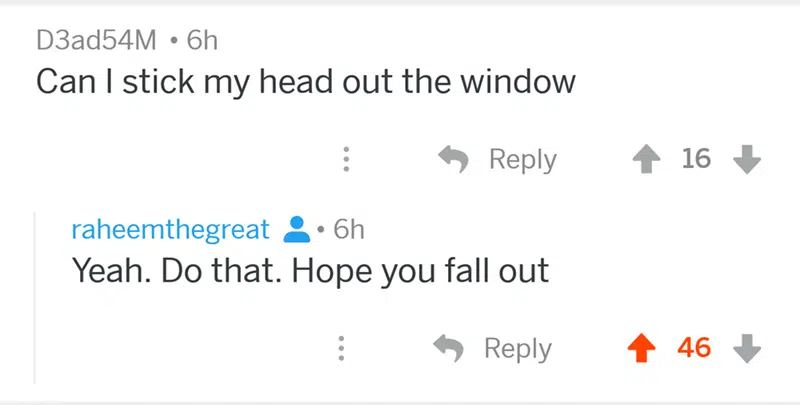 D3ad54M • 6h
Can I stick my head out the window
Reply 16
raheemthegreat • 6h
Yeah. Do that. Hope you fall out
Reply 46